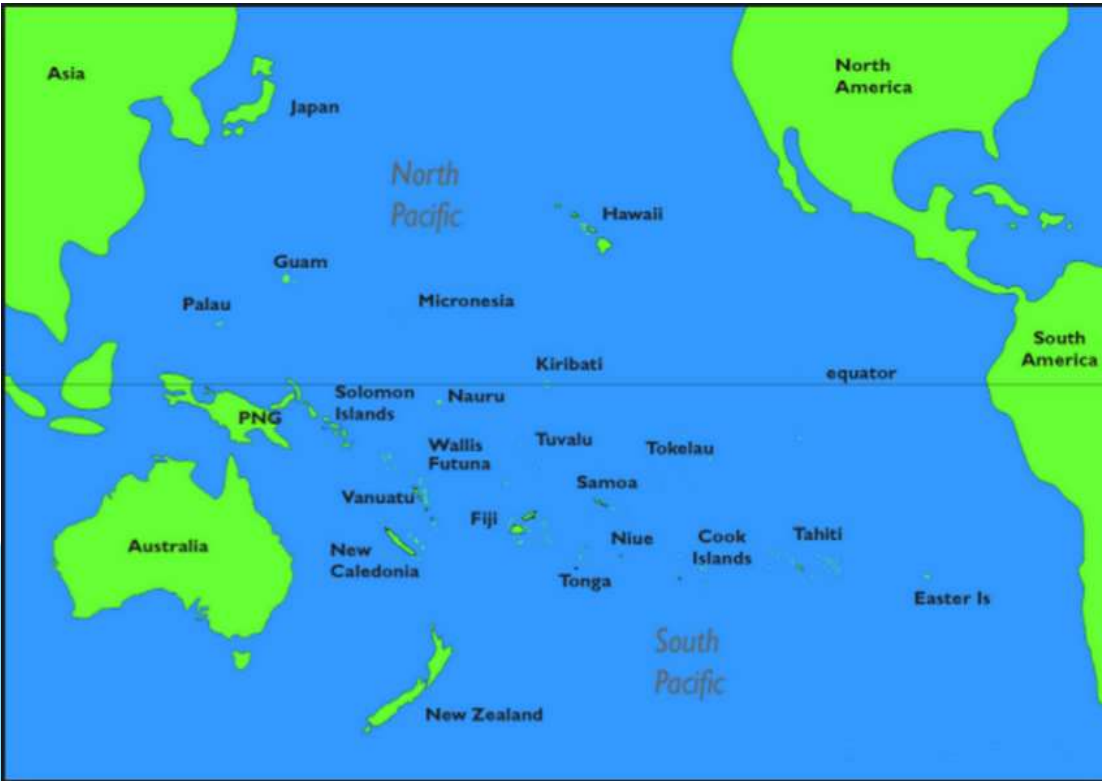 Asia
North
America
Japan
North
Pacific
Hawaii
Guam
Palau
Micronesia
South
America
Kiribati
equator
Solomon
Islands
Nauru
PNG
Wallis
Futuna
Tuvalu
Tokelau
Samoa
Vanuatu
Fiji
Niue
Cook
Islands
Tahiti
Australia
New
Caledonia
Tonga
Easter Is
South
Pacific
New Zealand